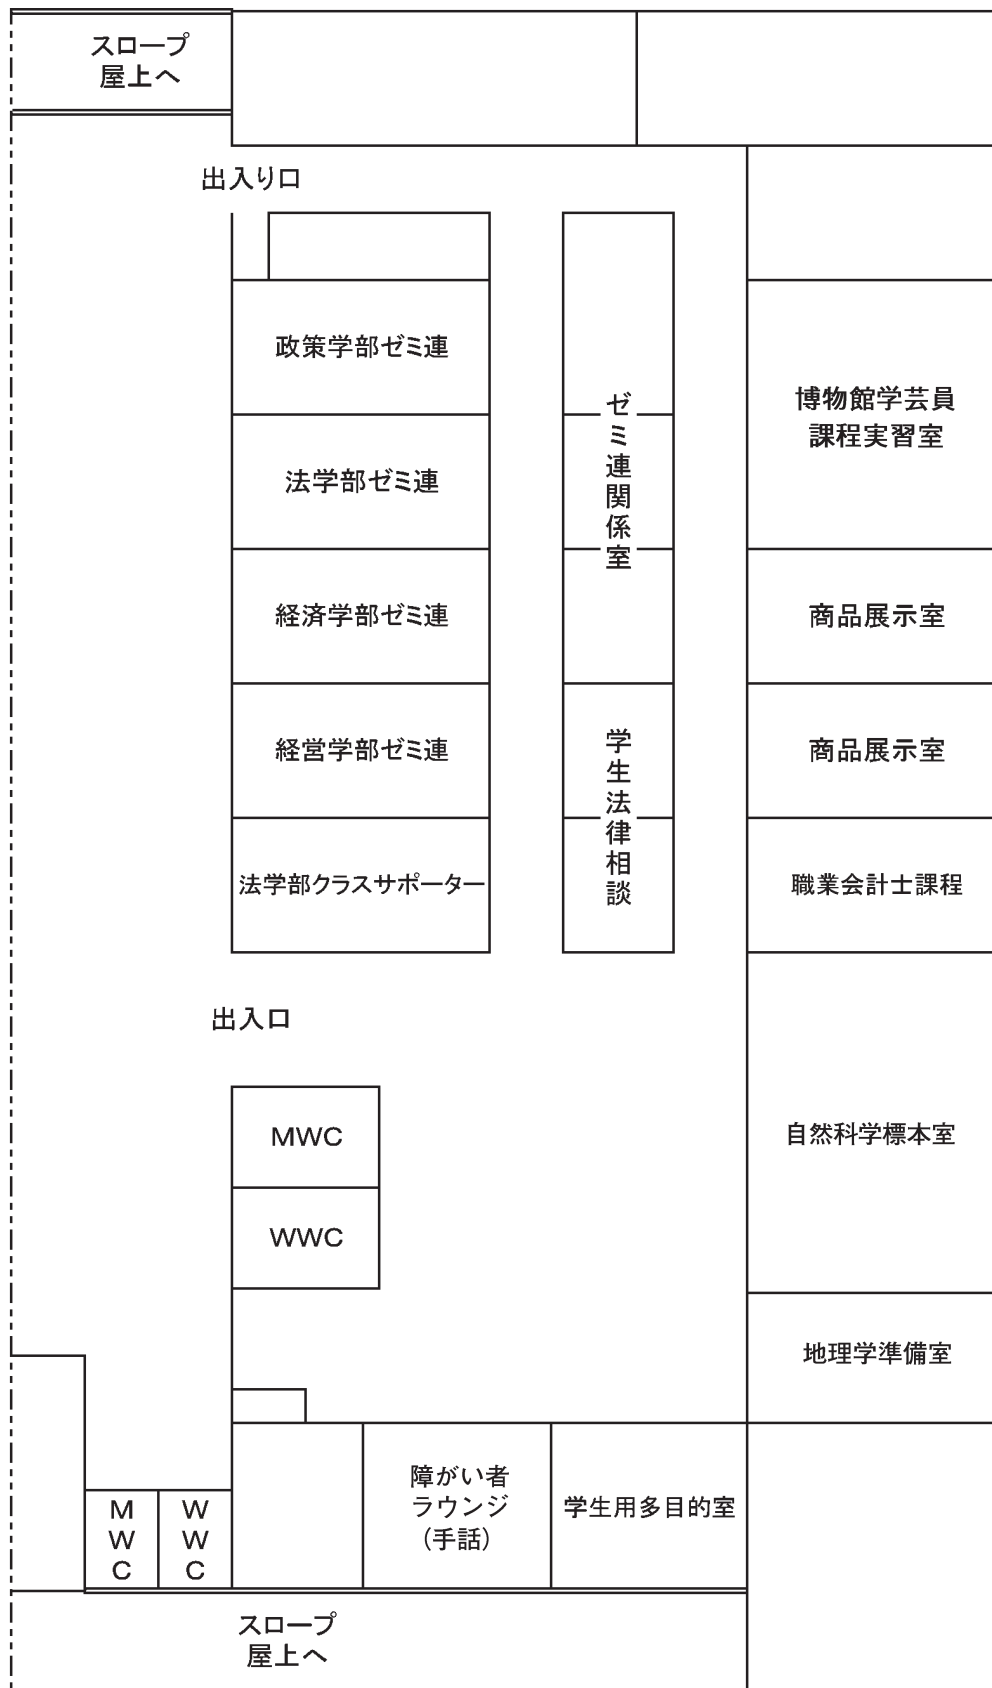 スロープ
屋上へ
出入り口
政策学部ゼミ連
法学部ゼミ連
経済学部ゼミ連
経営学部ゼミ連
法学部クラスサポーター
ゼミ連関係室
学生法律相談
博物館学芸員
課程実習室
商品展示室
商品展示室
職業会計士課程
出入口
MWC
WWC
自然科学標本室
地理学準備室
MWC
WWC
障がい者
ラウンジ
(手話)
学生用多目的室
スロープ
屋上へ